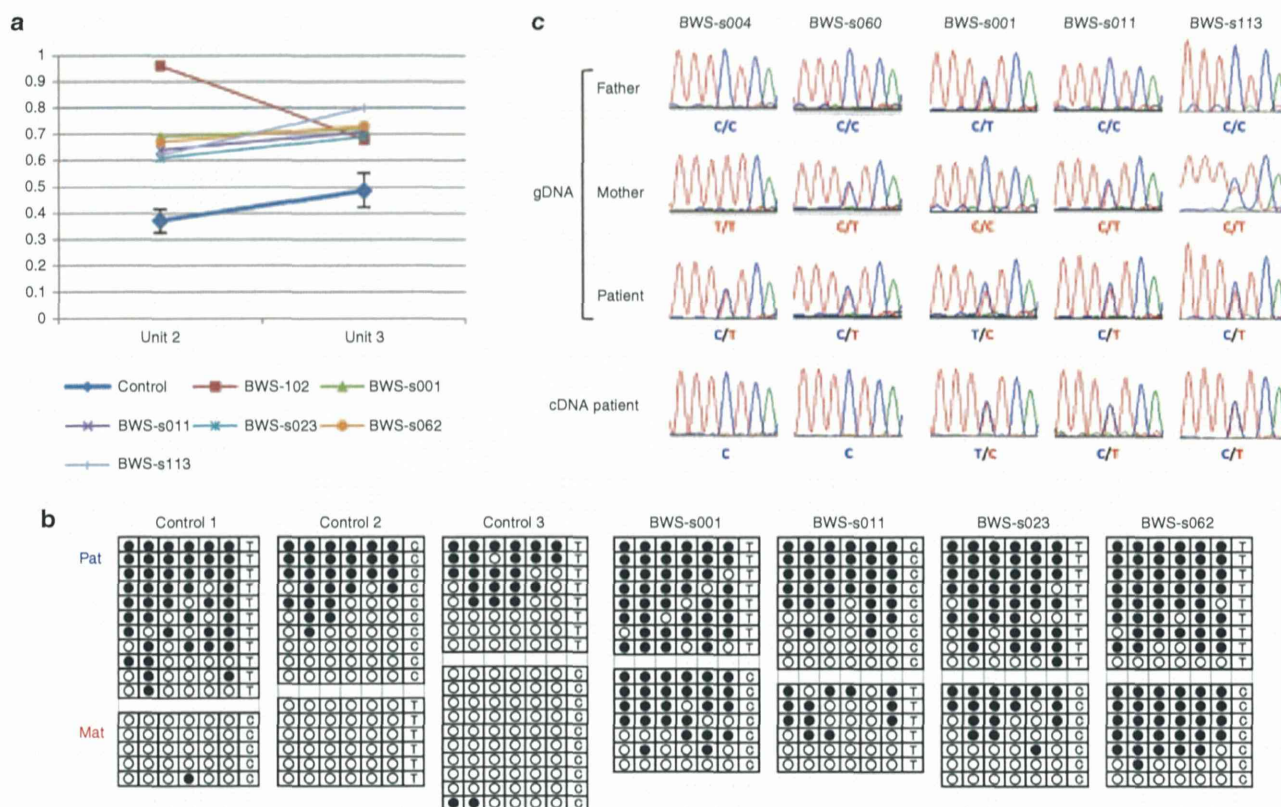 a
1
0.9
0.8
0.7
0.6
0.5
0.4
0.3
0.2
0.1
0
Unit 2 Unit 3
Control BWS-102 BWS-s001
BWS-s011 BWS-s023 BWS-s062
BWS-s113
c
BWS-s004 BWS-s060 BWS-s001 BWS-s011 BWS-s113
gDNA
Father
C/C C/C C/T C/C C/C
Mother
T/T C/T C/C C/T C/T
Patient
C/T C/T T/C C/T C/T
cDNA patient
C C T/C C/T C/T
b
Control 1 Control 2 Control 3 BWS-s001 BWS-s011 BWS-s023 BWS-s062
Pat
T C T T C T T
T C T T C T T
T C T T C T T
T C T T C T T
T C T T C T T
T C T T C T T
T C T T C T T
T C T T C T T
T C C T T
T C
T
Mat
C T C C T C C
C T C C T C C
C T C C T C C
C T C C T C C
C T C C T C C
T C C T C C
C C C C
C
C
C